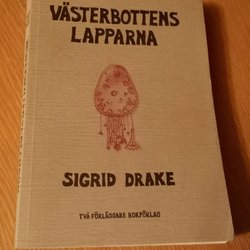 VÄSTERBOTTENS
LAPPARNA
SIGRID DRAKE
TVÅ FÖRLÄGGARE BOKFÖRLAG